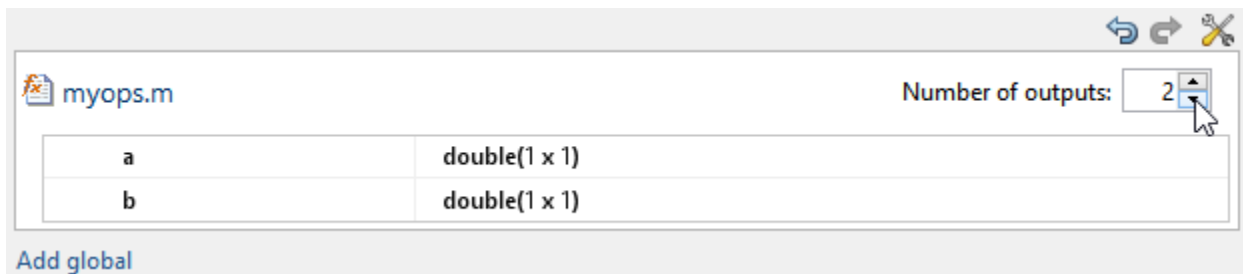 myops.m Number of outputs: 2
a double(1 x 1)
b double(1 x 1)
Add global